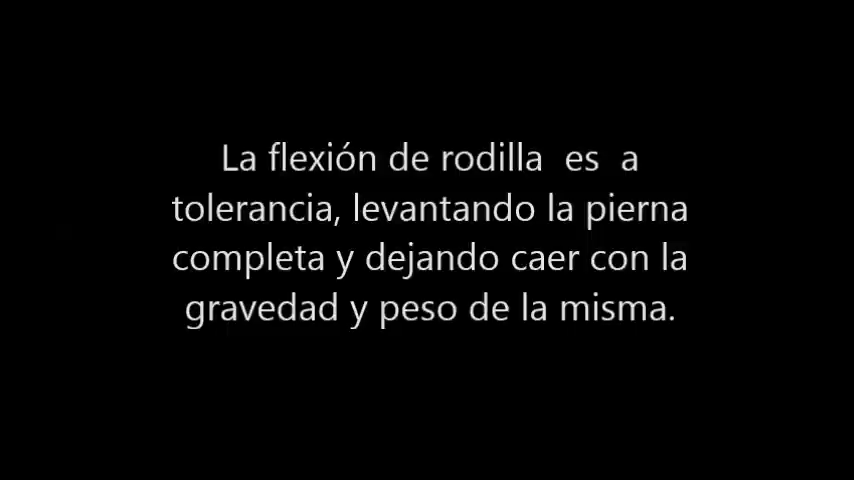 La flexión de rodilla  es  a
tolerancia, levantando la pierna
completa y dejando caer con la
gravedad y peso de la misma.